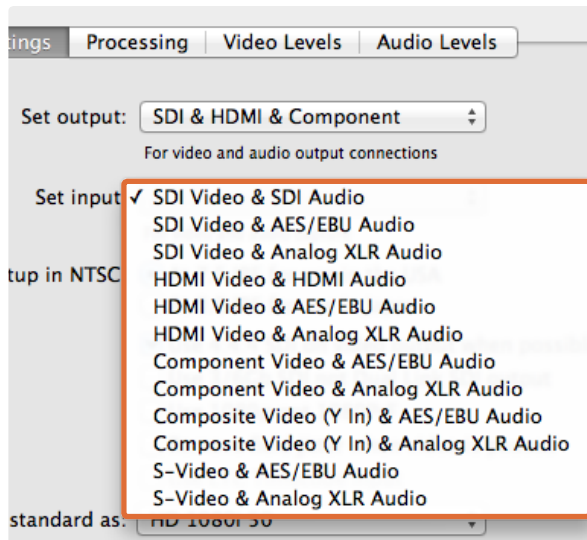 tings Processing Video Levels Audio Levels
Set output: SDI & HDMI & Component
For video and audio output connections
Set input ✓ SDI Video & SDI Audio
SDI Video & AES/EBU Audio
SDI Video & Analog XLR Audio
tup in NTSC HDMI Video & HDMI Audio
HDMI Video & AES/EBU Audio
HDMI Video & Analog XLR Audio
Component Video & AES/EBU Audio
Component Video & Analog XLR Audio
Composite Video (Y In) & AES/EBU Audio
Composite Video (Y In) & Analog XLR Audio
S-Video & AES/EBU Audio
S-Video & Analog XLR Audio
standard as: HD 1080i 30